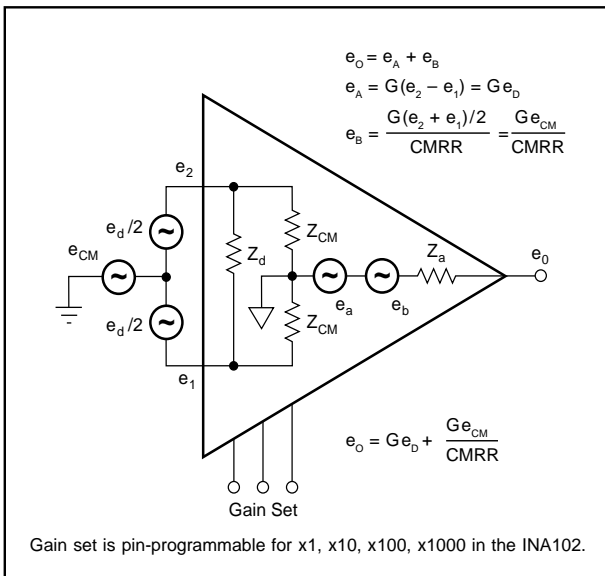 e_O = e_A + e_B
e_A = G(e_2 − e_1) = Ge_D
e_B = G(e_2 + e_1)/2 / CMRR = Ge_CM / CMRR
e_2
e_d/2
Z_d
Z_CM
Z_a
e_CM
e_0
e_a
e_b
e_d/2
Z_CM
e_1
e_O = Ge_D + Ge_CM / CMRR
Gain Set
Gain set is pin-programmable for x1, x10, x100, x1000 in the INA102.